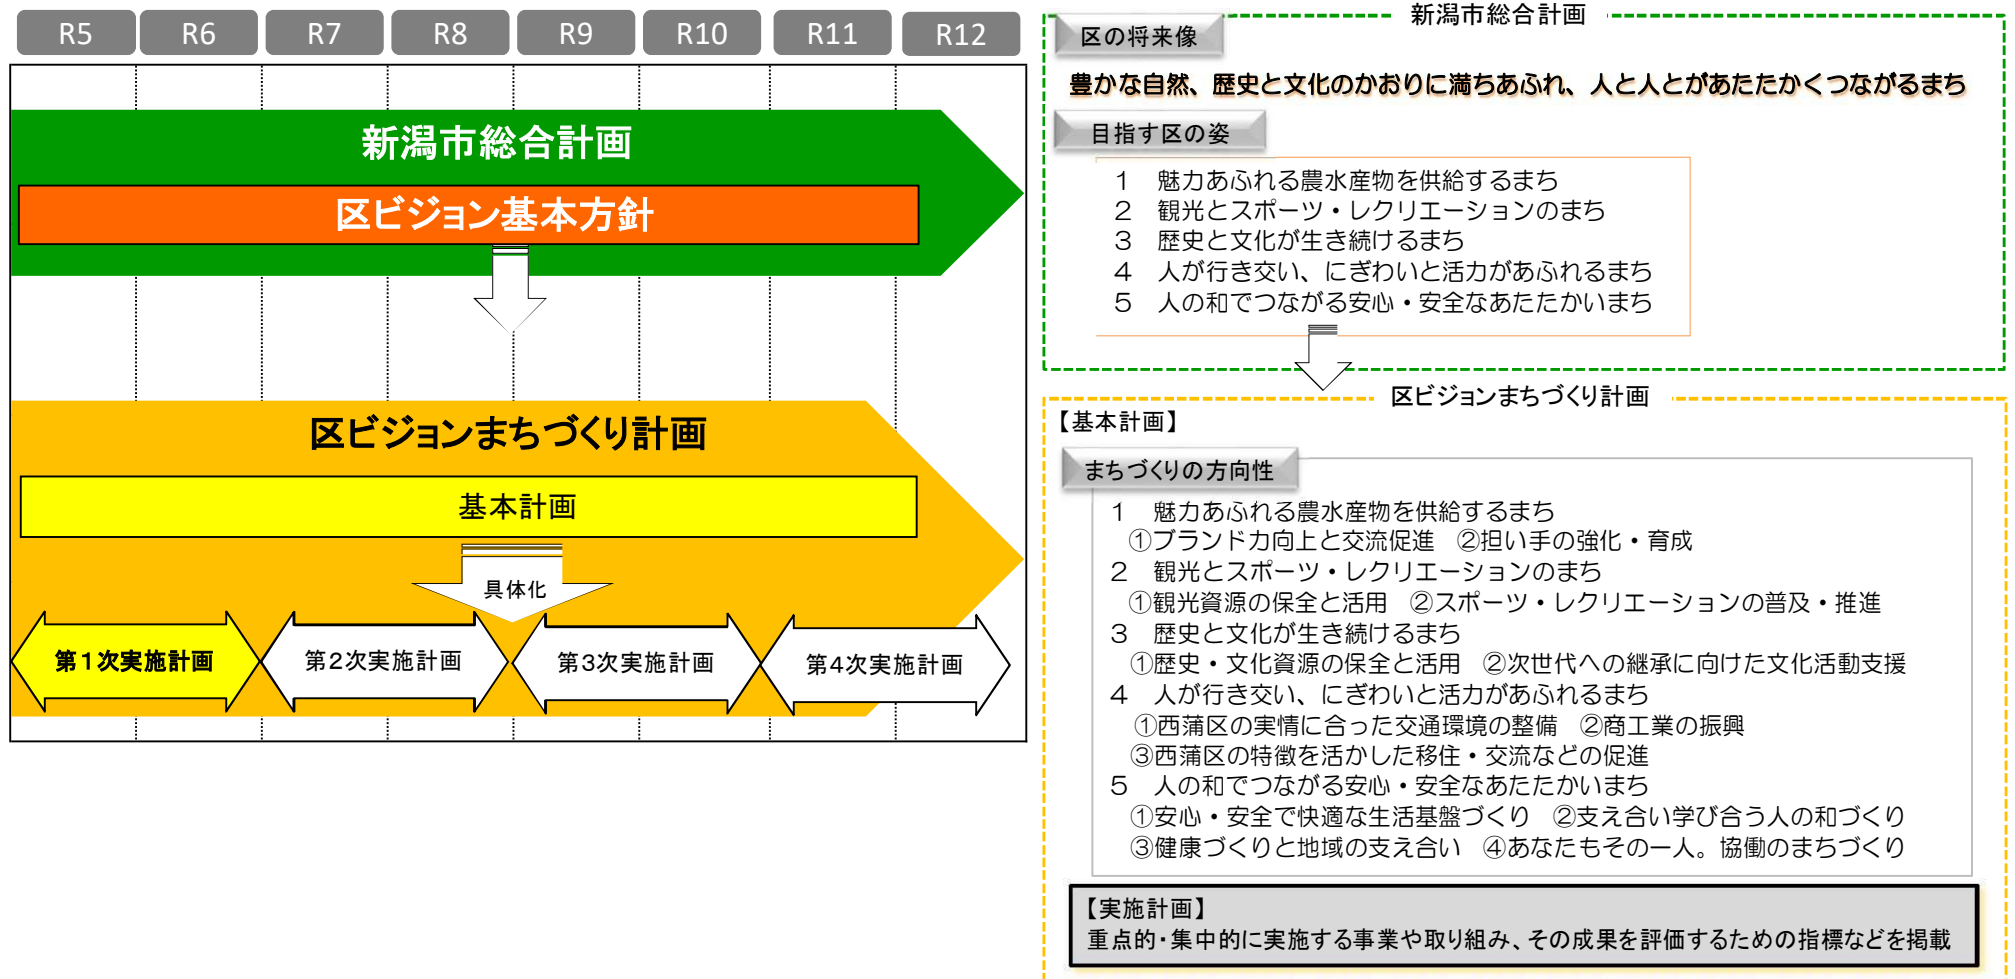 R5 R6 R7 R8 R9 R10 R11 R12
新潟市総合計画
区ビジョン基本方針
区ビジョンまちづくり計画
基本計画
具体化
第1次実施計画 第2次実施計画 第3次実施計画 第4次実施計画
新潟市総合計画
区の将来像
豊かな自然、歴史と文化のかおりに満ちあふれ、人と人とがあたたかくつながるまち
目指す区の姿
1 魅力あふれる農水産物を供給するまち
2 観光とスポーツ・レクリエーションのまち
3 歴史と文化が生き続けるまち
4 人が行き交い、にぎわいと活力があふれるまち
5 人の和でつながる安心・安全なあたたかいまち
区ビジョンまちづくり計画
【基本計画】
まちづくりの方向性
1 魅力あふれる農水産物を供給するまち
①ブランド力向上と交流促進 ②担い手の強化・育成
2 観光とスポーツ・レクリエーションのまち
①観光資源の保全と活用 ②スポーツ・レクリエーションの普及・推進
3 歴史と文化が生き続けるまち
①歴史・文化資源の保全と活用 ②次世代への継承に向けた文化活動支援
4 人が行き交い、にぎわいと活力があふれるまち
①西蒲区の実情に合った交通環境の整備 ②商工業の振興
③西蒲区の特徴を活かした移住・交流などの促進
5 人の和でつながる安心・安全なあたたかいまち
①安心・安全で快適な生活基盤づくり ②支え合い学び合う人の和づくり
③健康づくりと地域の支え合い ④あなたもその一人。協働のまちづくり
【実施計画】
重点的・集中的に実施する事業や取り組み、その成果を評価するための指標などを掲載